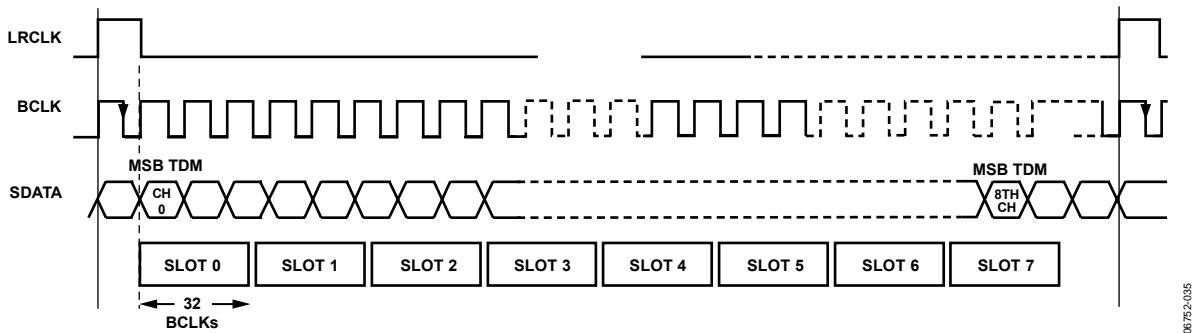 LRCLK
BCLK
MSB TDM
MSB TDM
SDATA
CH
0
8TH
CH
SLOT 0
SLOT 1
SLOT 2
SLOT 3
SLOT 4
SLOT 5
SLOT 6
SLOT 7
32
BCLKs
06752-035